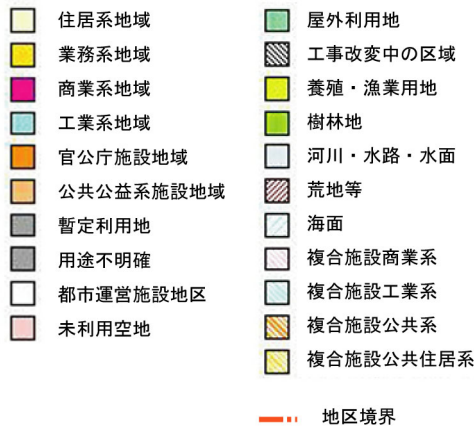 住居系地域
業務系地域
商業系地域
工業系地域
官公庁施設地域
公共公益系施設地域
暫定利用地
用途不明確
都市運営施設地区
未利用空地
屋外利用地
工事改変中の区域
養殖・漁業用地
樹林地
河川・水路・水面
荒地等
海面
複合施設商業系
複合施設工業系
複合施設公共系
複合施設公共住居系
地区境界